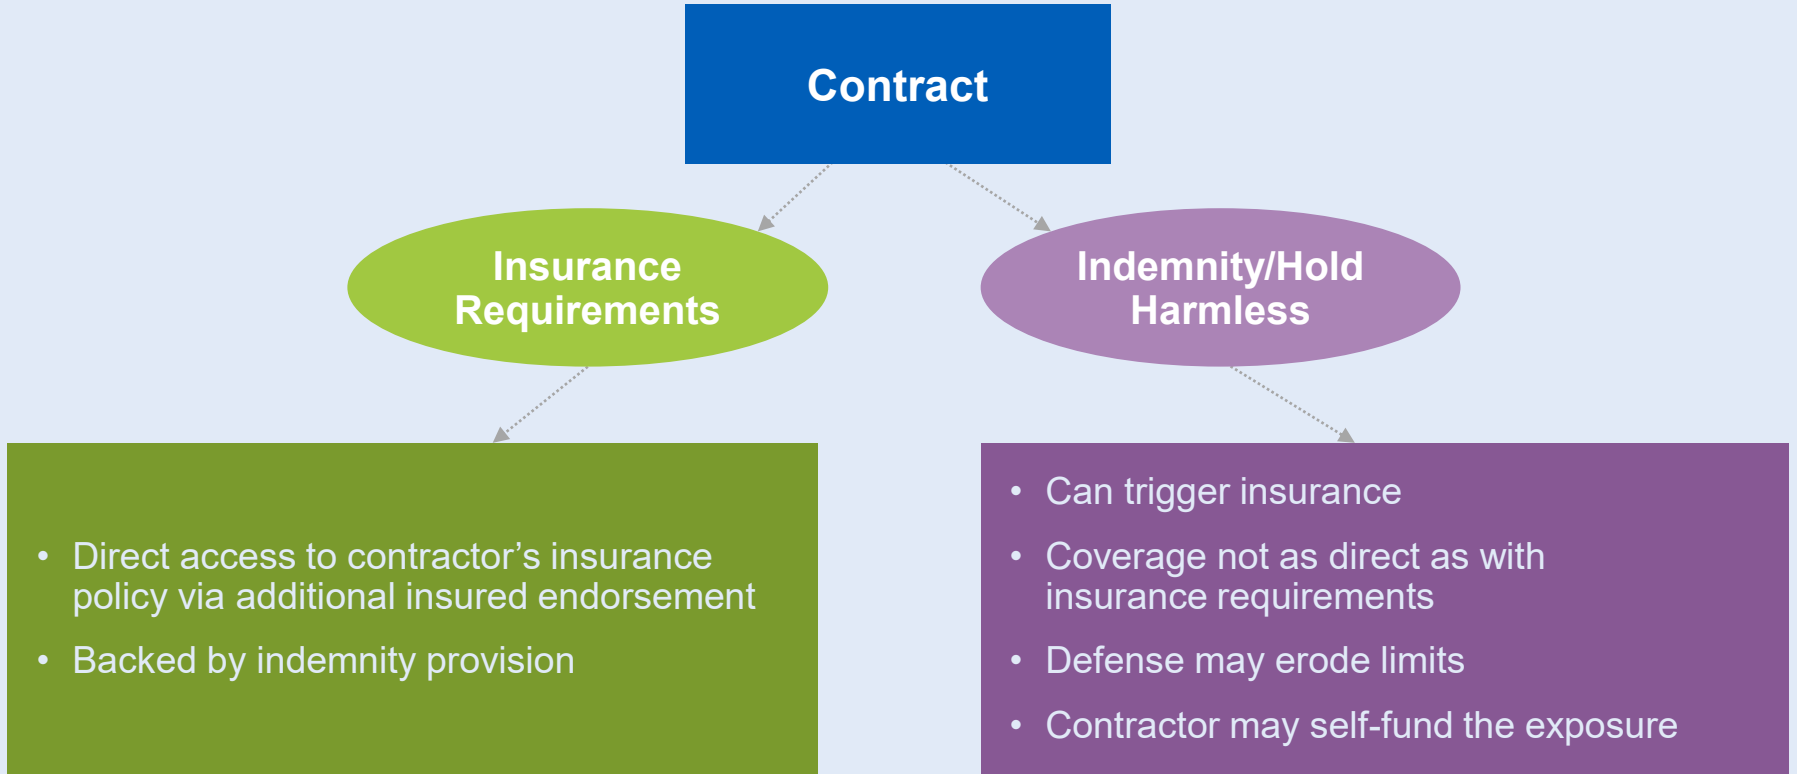 Contract
Insurance
Requirements
Indemnity/Hold
Harmless
• Direct access to contractor’s insurance
policy via additional insured endorsement
• Backed by indemnity provision
• Can trigger insurance
• Coverage not as direct as with
insurance requirements
• Defense may erode limits
• Contractor may self-fund the exposure